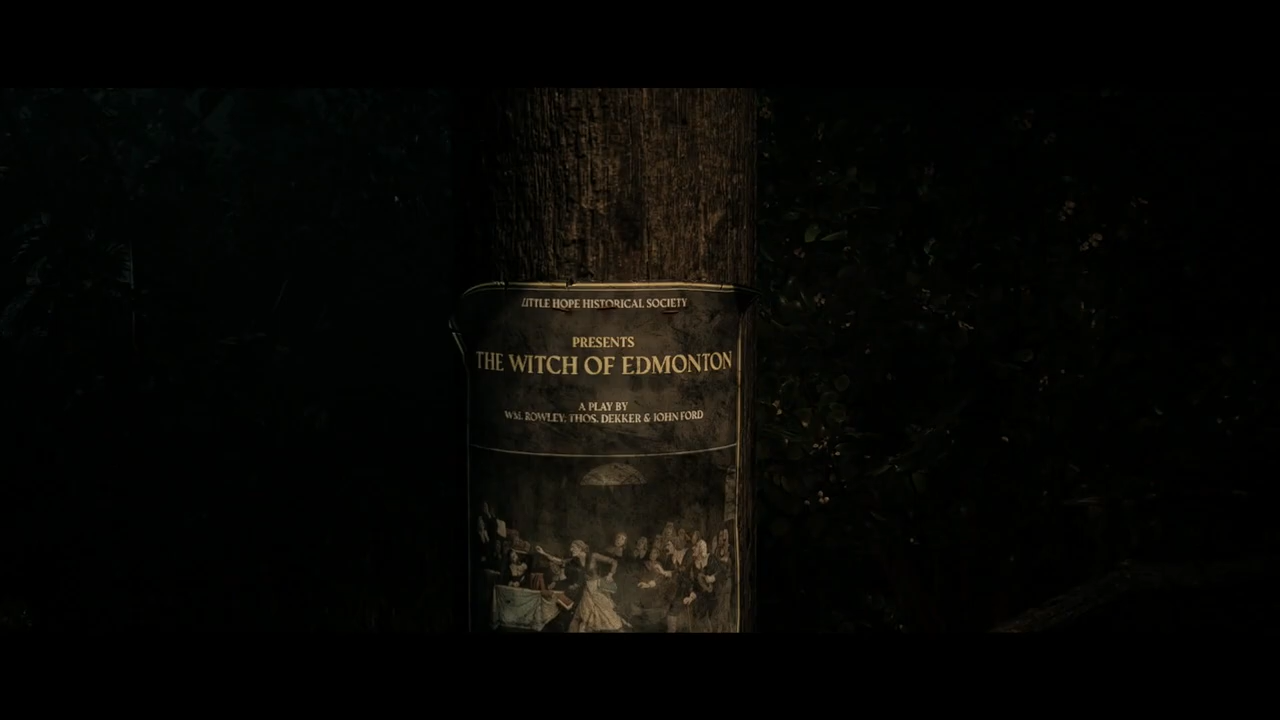 LITTLE HOPE HISTORICAL SOCIETY
PRESENTS
THE WITCH OF EDMONTON
A PLAY BY
WM. ROWLEY, THOS. DEKKER & JOHN FORD